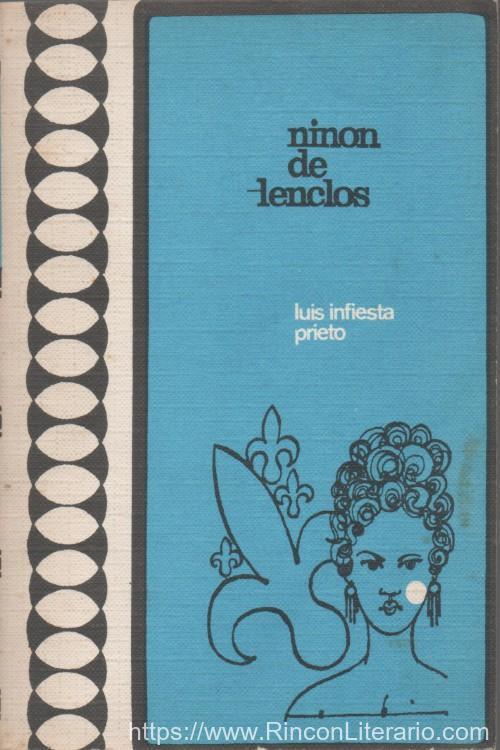 ninon
de
lenclos
luis infiesta
prieto
https://www.RinconLiterario.com